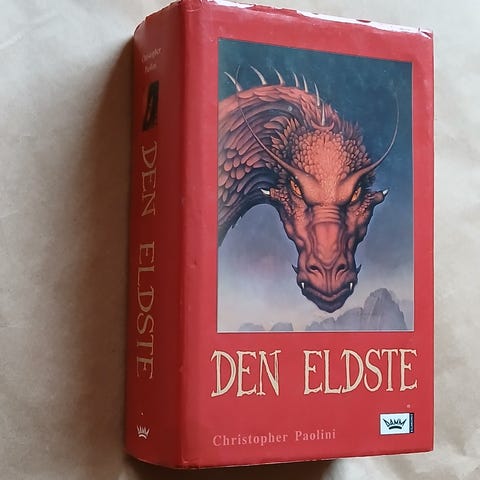 Christopher
Paolini
DEN ELDSTE
DEN ELDSTE
Christopher Paolini
DAMM